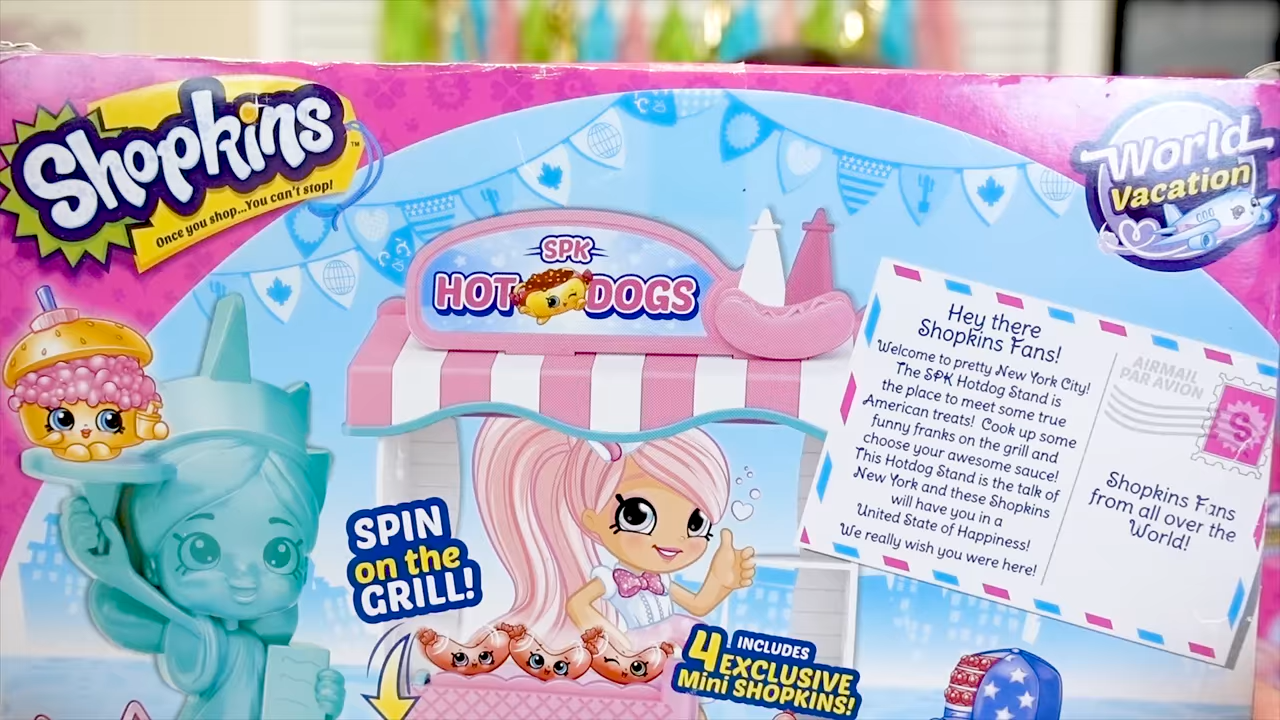 Shopkins™
Once you shop...You can't stop!
World
Vacation
SPK
HOT DOGS
Hey there
Shopkins Fans!
Welcome to pretty New York City!
The SPK Hotdog Stand is
the place to meet some true
American treats! Cook up some
funny franks on the grill and
choose your awesome sauce!
This Hotdog Stand is the talk of
New York and these Shopkins
will have you in a
United State of Happiness!
We really wish you were here!
AIRMAIL
PAR AVION
S
Shopkins Fans
from all over the
World!
SPIN
on the
GRILL!
INCLUDES
4 EXCLUSIVE
Mini SHOPKINS!